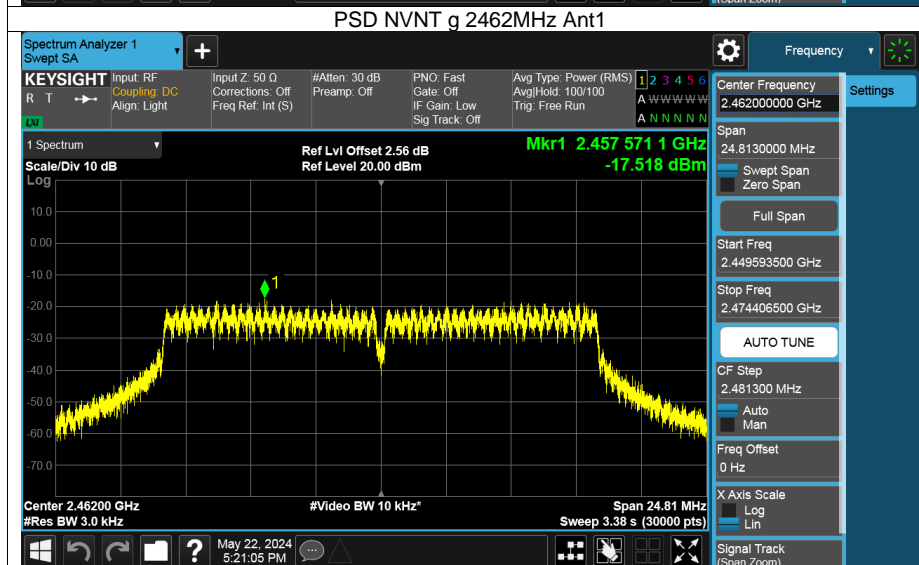 (Span Zoom)
PSD NVNT g 2462MHz Ant1
Spectrum Analyzer 1
Swept SA
+
Frequency
KEYSIGHT
R T
LXI
Input: RF
Coupling: DC
Align: Light
Input Z: 50 Ω
Corrections: Off
Freq Ref: Int (S)
#Atten: 30 dB
Preamp: Off
PNO: Fast
Gate: Off
IF Gain: Low
Sig Track: Off
Avg Type: Power (RMS)
Avg|Hold: 100/100
Trig: Free Run
1 2 3 4 5 6
A W W W W W
A N N N N N
1 Spectrum
Scale/Div 10 dB
Log
Ref Lvl Offset 2.56 dB
Ref Level 20.00 dBm
Mkr1 2.457 571 1 GHz
-17.518 dBm
10.0
0.00
-10.0
-20.0
-30.0
-40.0
-50.0
-60.0
-70.0
1
Center 2.46200 GHz
#Res BW 3.0 kHz
#Video BW 10 kHz*
Span 24.81 MHz
Sweep 3.38 s (30000 pts)
?
May 22, 2024
5:21:05 PM
Center Frequency
2.462000000 GHz
Settings
Span
24.8130000 MHz
Swept Span
Zero Span
Full Span
Start Freq
2.449593500 GHz
Stop Freq
2.474406500 GHz
AUTO TUNE
CF Step
2.481300 MHz
Auto
Man
Freq Offset
0 Hz
X Axis Scale
Log
Lin
Signal Track
(Span Zoom)